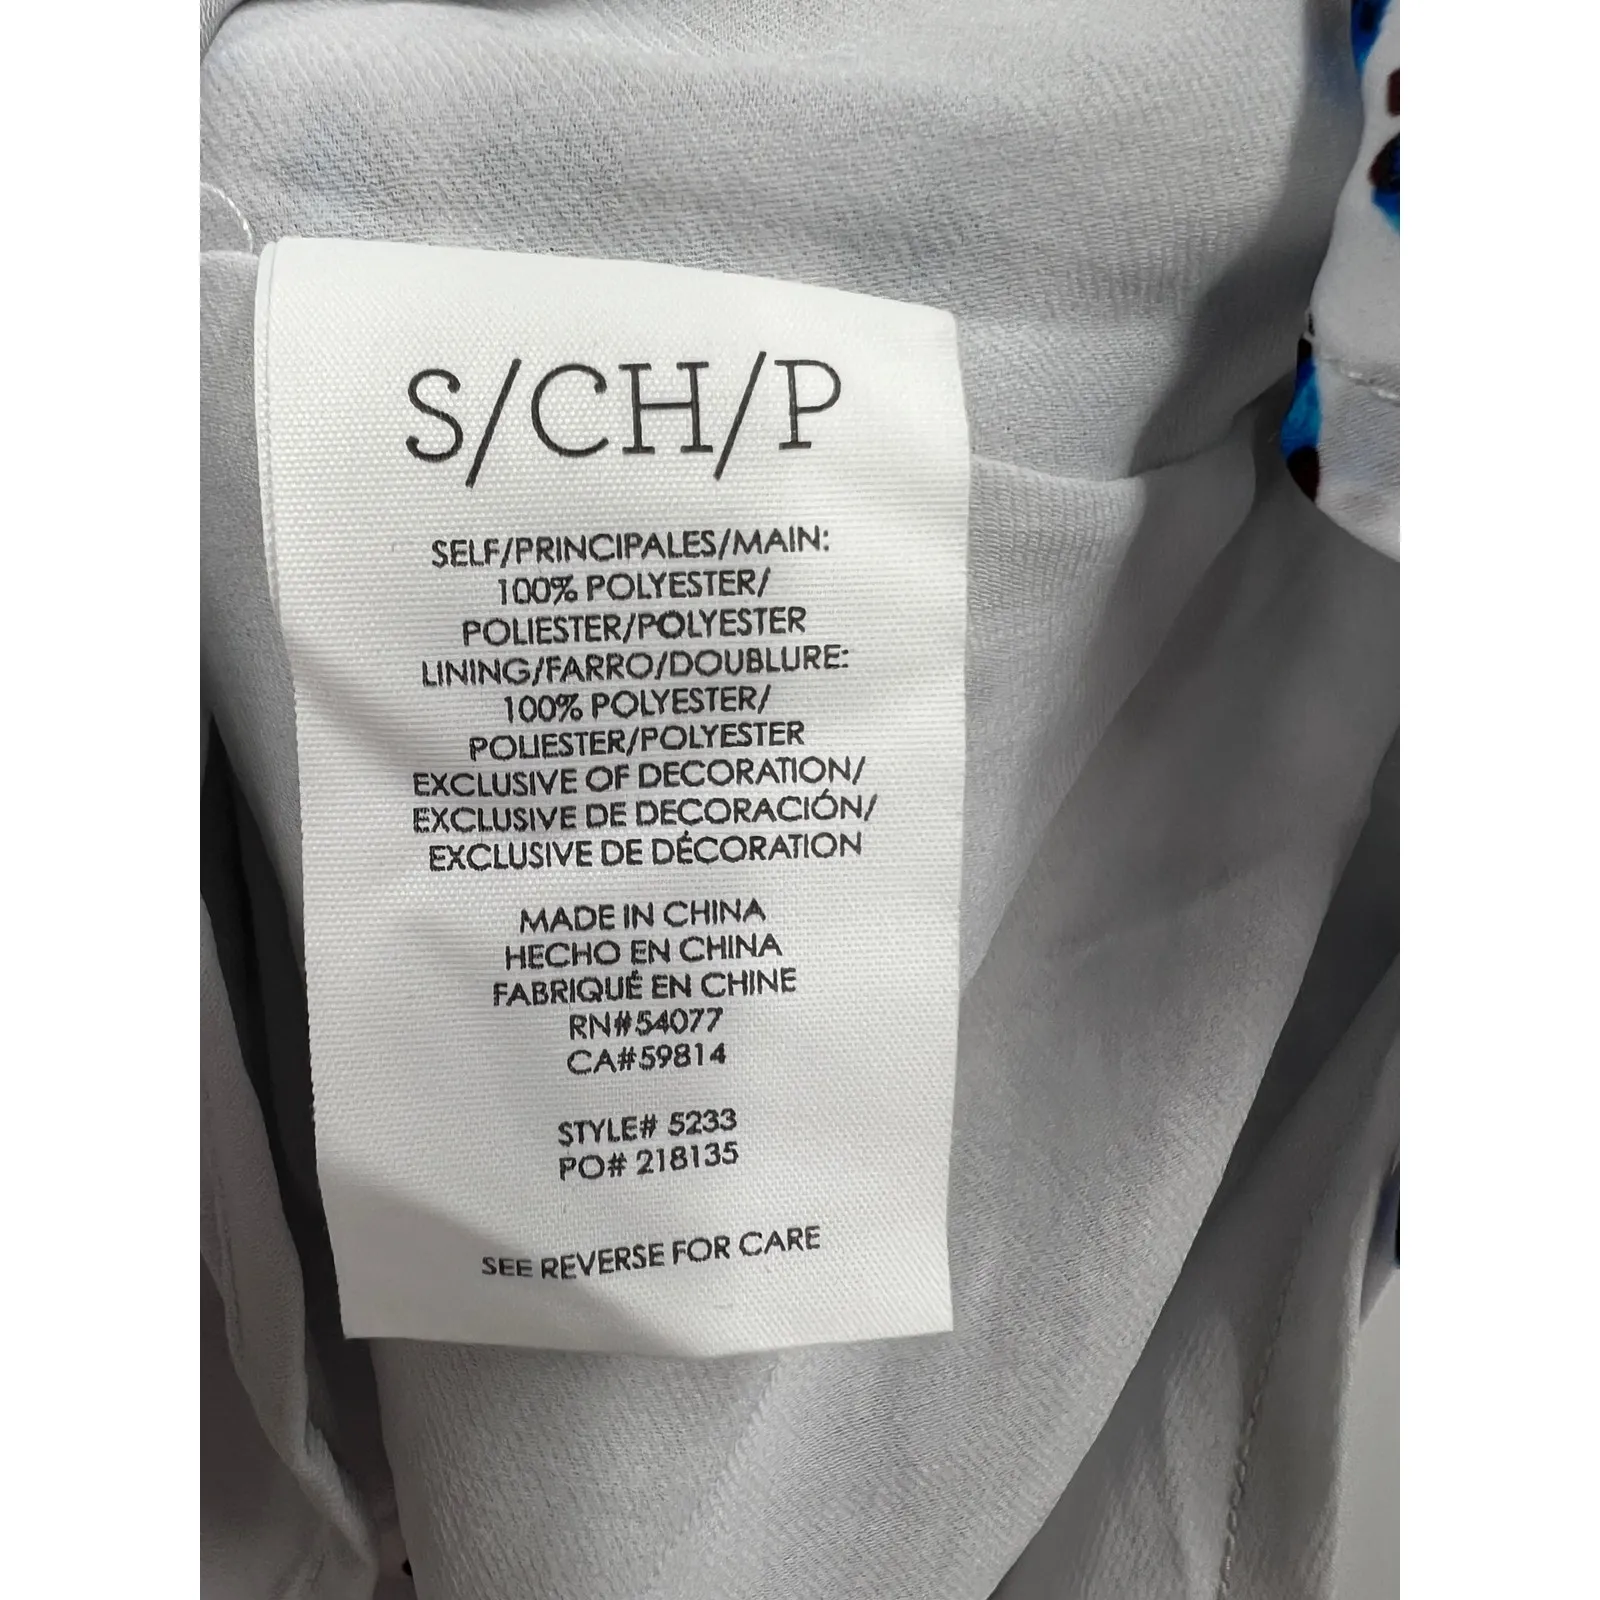 S/CH/P
SELF/PRINCIPALES/MAIN:
100% POLYESTER/
POLIESTER/POLYESTER
LINING/FARRO/DOUBLURE:
100% POLYESTER/
POLIESTER/POLYESTER
EXCLUSIVE OF DECORATION/
EXCLUSIVE DE DECORACIÓN/
EXCLUSIVE DE DÉCORATION
MADE IN CHINA
HECHO EN CHINA
FABRIQUÉ EN CHINE
RN#54077
CA#59814
STYLE# 5233
PO# 218135
SEE REVERSE FOR CARE